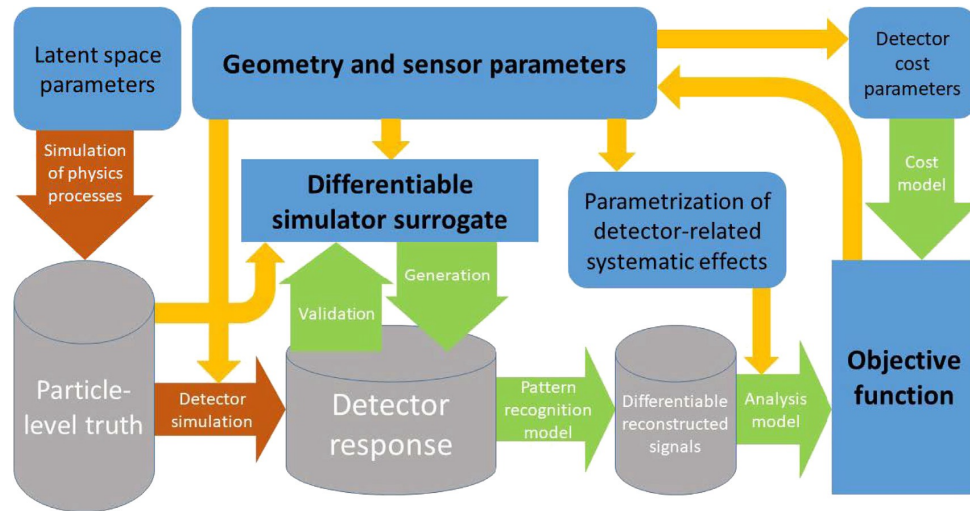 Latent space
parameters
Geometry and sensor parameters
Detector
cost
parameters
Simulation
of physics
processes
Differentiable
simulator surrogate
Parametrization of
detector-related
systematic effects
Cost
model
Validation
Generation
Particle-
level truth
Detector
simulation
Detector
response
Pattern
recognition
model
Differentiable
reconstructed
signals
Analysis
model
Objective
function